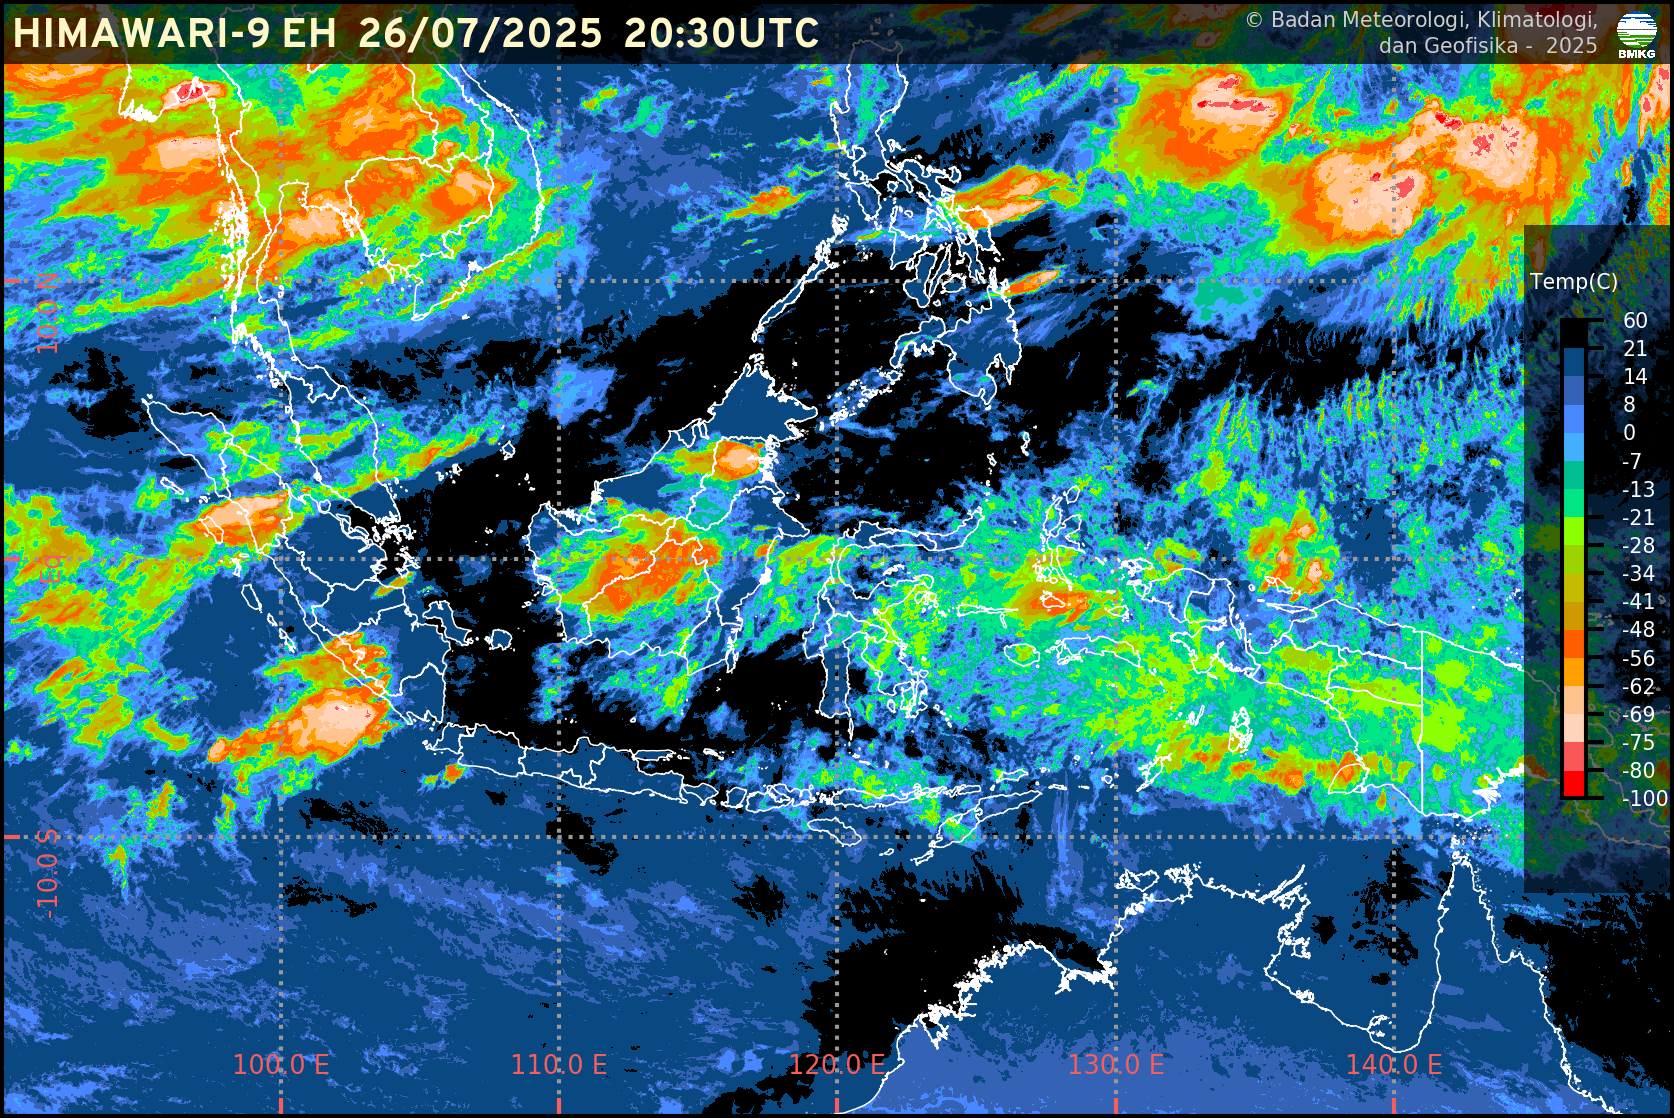 HIMAWARI-9 EH 26/07/2025 20:30UTC
© Badan Meteorologi, Klimatologi,
dan Geofisika - 2025
BMKG
Temp(C)
60
21
14
8
0
-7
-13
-21
-28
-34
-41
-48
-56
-62
-69
-75
-80
-100
10.0 N
EQ
-10.0 S
100.0 E
110.0 E
120.0 E
130.0 E
140.0 E